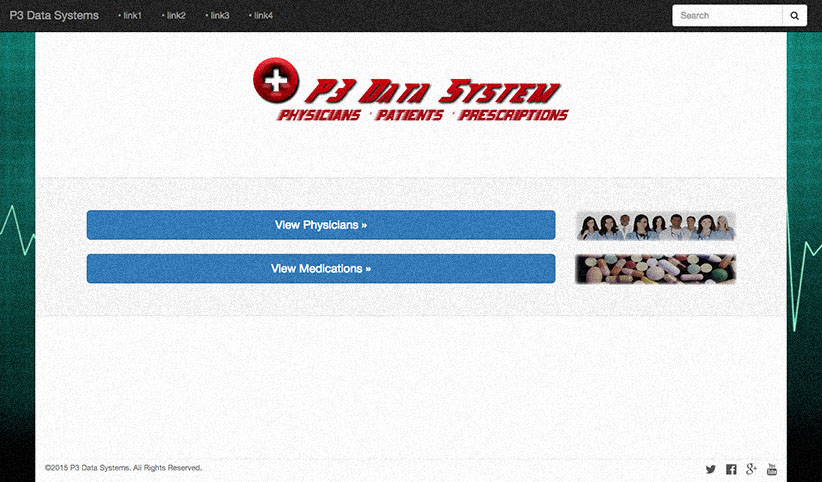 P3 Data Systems • link1 • link2 • link3 • link4 Search
P3 Data System
Physicians · Patients · Prescriptions
View Physicians »
View Medications »
©2015 P3 Data Systems. All Rights Reserved.